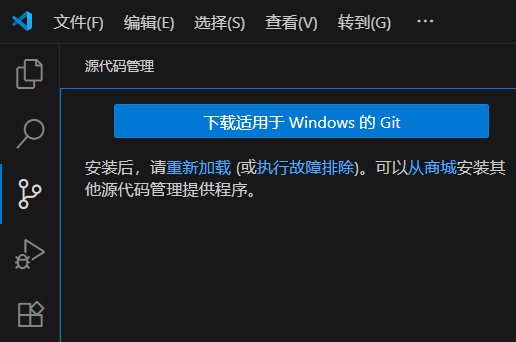 文件(F) 编辑(E) 选择(S) 查看(V) 转到(G) ···
源代码管理
下载适用于 Windows 的 Git
安装后，请重新加载 (或执行故障排除)。可以从商城安装其
他源代码管理提供程序。